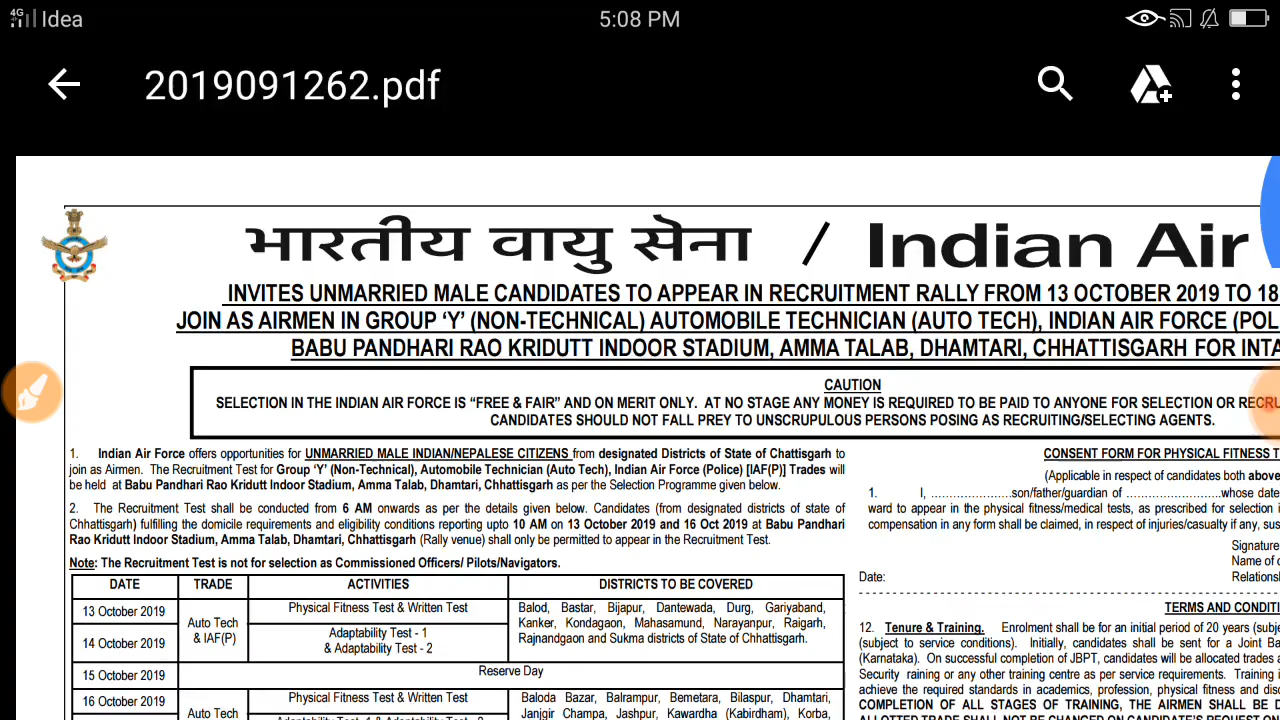 4G Idea 5:08 PM
2019091262.pdf
भारतीय वायु सेना / Indian Air
INVITES UNMARRIED MALE CANDIDATES TO APPEAR IN RECRUITMENT RALLY FROM 13 OCTOBER 2019 TO 18
JOIN AS AIRMEN IN GROUP ‘Y’ (NON-TECHNICAL) AUTOMOBILE TECHNICIAN (AUTO TECH), INDIAN AIR FORCE (POL
BABU PANDHARI RAO KRIDUTT INDOOR STADIUM, AMMA TALAB, DHAMTARI, CHHATTISGARH FOR INTA
CAUTION
SELECTION IN THE INDIAN AIR FORCE IS “FREE & FAIR” AND ON MERIT ONLY. AT NO STAGE ANY MONEY IS REQUIRED TO BE PAID TO ANYONE FOR SELECTION OR RECRU
CANDIDATES SHOULD NOT FALL PREY TO UNSCRUPULOUS PERSONS POSING AS RECRUITING/SELECTING AGENTS.
1. Indian Air Force offers opportunities for UNMARRIED MALE INDIAN/NEPALESE CITIZENS from designated Districts of State of Chattisgarh to
join as Airmen. The Recruitment Test for Group ‘Y’ (Non-Technical), Automobile Technician (Auto Tech), Indian Air Force (Police) [IAF(P)] Trades will
be held at Babu Pandhari Rao Kridutt Indoor Stadium, Amma Talab, Dhamtari, Chhattisgarh as per the Selection Programme given below.
2. The Recruitment Test shall be conducted from 6 AM onwards as per the details given below. Candidates (from designated districts of state of
Chhattisgarh) fulfilling the domicile requirements and eligibility conditions reporting upto 10 AM on 13 October 2019 and 16 Oct 2019 at Babu Pandhari
Rao Kridutt Indoor Stadium, Amma Talab, Dhamtari, Chhattisgarh (Rally venue) shall only be permitted to appear in the Recruitment Test.
Note: The Recruitment Test is not for selection as Commissioned Officers/ Pilots/Navigators.
DATE TRADE ACTIVITIES DISTRICTS TO BE COVERED
13 October 2019 Auto Tech & IAF(P) Physical Fitness Test & Written Test Balod, Bastar, Bijapur, Dantewada, Durg, Gariyaband,
Kanker, Kondagaon, Mahasamund, Narayanpur, Raigarh,
14 October 2019 Adaptability Test - 1
& Adaptability Test - 2 Rajnandgaon and Sukma districts of State of Chhattisgarh.
15 October 2019 Reserve Day
16 October 2019 Auto Tech Physical Fitness Test & Written Test Baloda Bazar, Balrampur, Bemetara, Bilaspur, Dhamtari,
Adaptability Test- 1 & Adaptability Test - 2 Janjgir Champa, Jashpur, Kawardha (Kabirdham), Korba,
CONSENT FORM FOR PHYSICAL FITNESS T
(Applicable in respect of candidates both above
1. I, ......................son/father/guardian of .........................whose date
ward to appear in the physical fitness/medical tests, as prescribed for selection i
compensation in any form shall be claimed, in respect of injuries/casualty if any, sus
Signature
Name of c
Date: Relations
TERMS AND CONDITI
12. Tenure & Training. Enrolment shall be for an initial period of 20 years (subje
(subject to service conditions). Initially, candidates shall be sent for a Joint Ba
(Karnataka). On successful completion of JBPT, candidates will be allocated trades a
Security raining or any other training centre as per service requirements. Training i
achieve the required standards in academics, profession, physical fitness and disc
COMPLETION OF ALL STAGES OF TRAINING, THE AIRMEN SHALL BE I
ALLOTTED TRADE SHALL NOT BE CHANGED ON CANDIDATE'S REQUEST